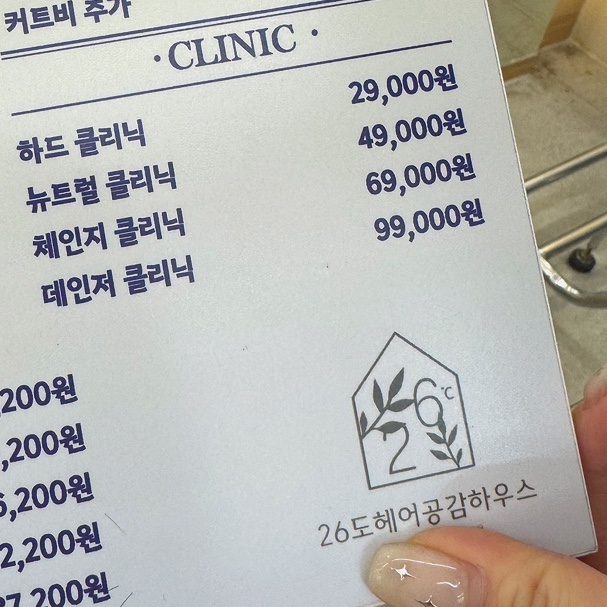 커트비 추가
· CLINIC ·
하드 클리닉 29,000원
뉴트럴 클리닉 49,000원
체인지 클리닉 69,000원
데인저 클리닉 99,000원
,200원
,200원
6,200원
2,200원
27,200원
26°C
26도헤어공감하우스